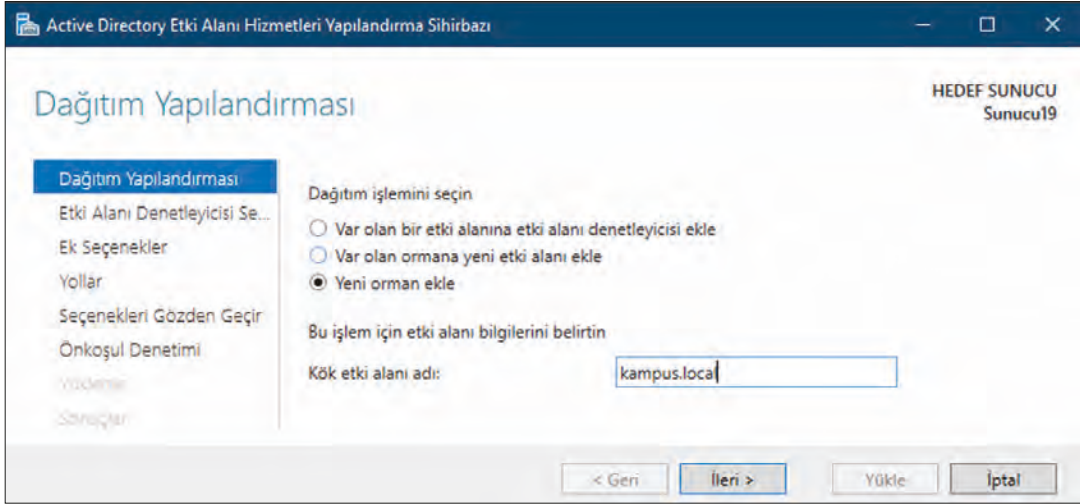 Active Directory Etki Alanı Hizmetleri Yapılandırma Sihirbazı
Dağıtım Yapılandırması
HEDEF SUNUCU
Sunucu19
Dağıtım Yapılandırması
Etki Alanı Denetleyicisi Se...
Ek Seçenekler
Yollar
Seçenekleri Gözden Geçir
Önkoşul Denetimi
Yükleme
Sonuçlar
Dağıtım işlemini seçin
Var olan bir etki alanına etki alanı denetleyicisi ekle
Var olan ormana yeni etki alanı ekle
Yeni orman ekle
Bu işlem için etki alanı bilgilerini belirtin
Kök etki alanı adı: kampus.local
< Geri İleri > Yükle İptal